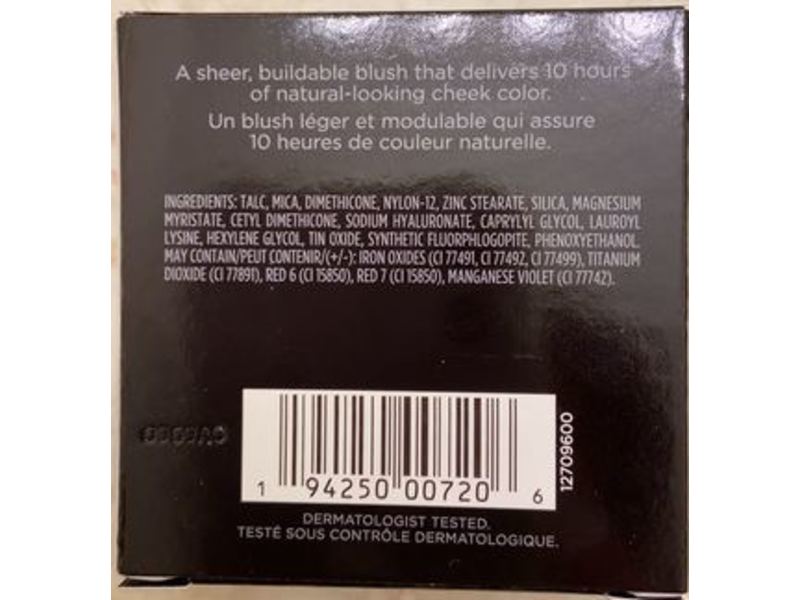 A sheer, buildable blush that delivers 10 hours
of natural-looking cheek color.
Un blush léger et modulable qui assure
10 heures de couleur naturelle.
INGREDIENTS: TALC, MICA, DIMETHICONE, NYLON-12, ZINC STEARATE, SILICA, MAGNESIUM
MYRISTATE, CETYL DIMETHICONE, SODIUM HYALURONATE, CAPRYLYL GLYCOL, LAUROYL
LYSINE, HEXYLENE GLYCOL, TIN OXIDE, SYNTHETIC FLUORPHLOGOPITE, PHENOXYETHANOL.
MAY CONTAIN/PEUT CONTENIR/(+/-): IRON OXIDES (CI 77491, CI 77492, CI 77499), TITANIUM
DIOXIDE (CI 77891), RED 6 (CI 15850), RED 7 (CI 15850), MANGANESE VIOLET (CI 77742).
1 94250 00720 6
12709600
DERMATOLOGIST TESTED.
TESTÉ SOUS CONTRÔLE DERMATOLOGIQUE.